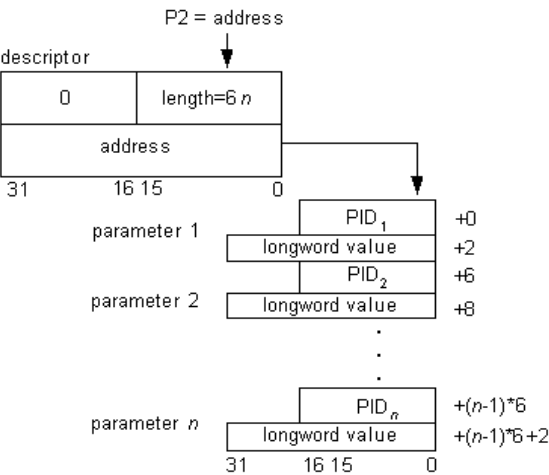 P2 = address
descriptor
0 length=6n
address
31 16 15 0
parameter 1 PID1 +0
longword value +2
PID2 +6
parameter 2 longword value +8
.
.
.
PIDn +(n-1)*6
parameter n longword value +(n-1)*6+2
31 16 15 0